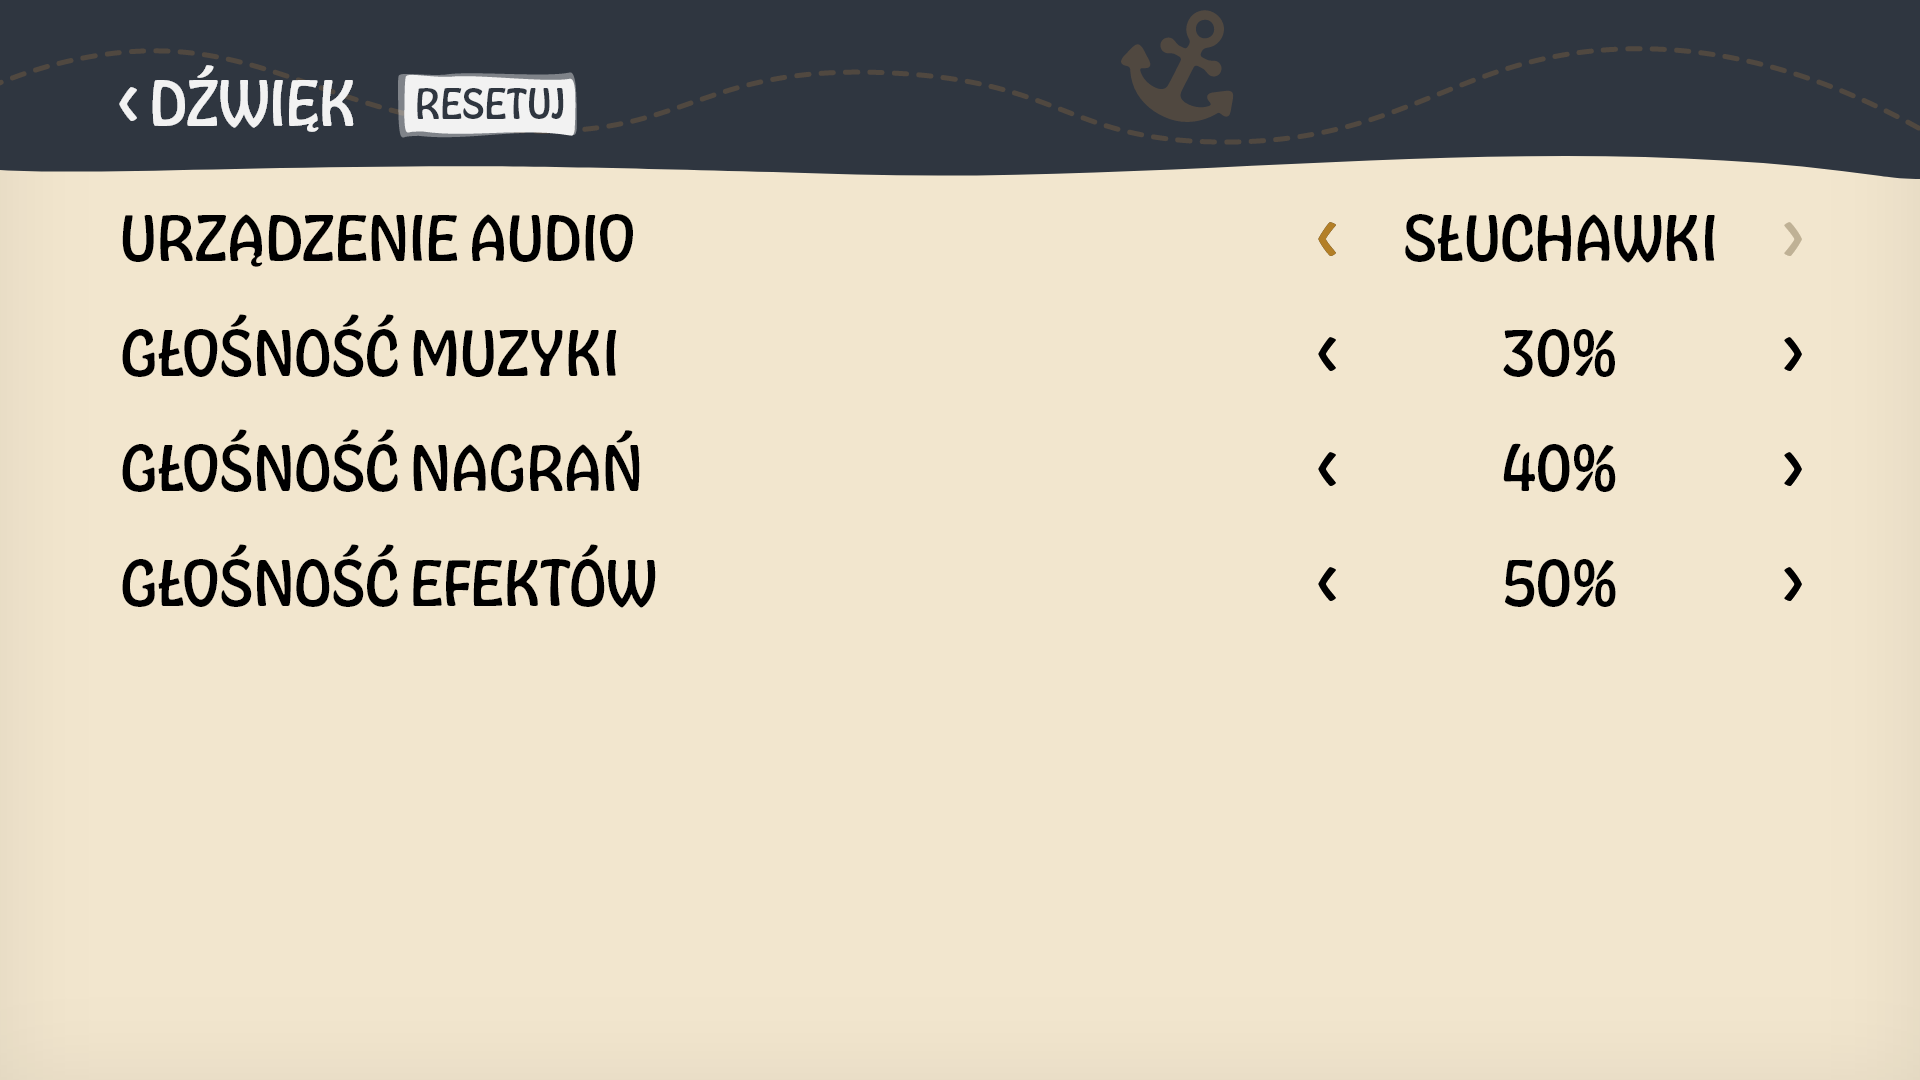 DŹWIĘK RESETUJ
URZĄDZENIE AUDIO SŁUCHAWKI
GŁOŚNOŚĆ MUZYKI 30%
GŁOŚNOŚĆ NAGRAŃ 40%
GŁOŚNOŚĆ EFEKTÓW 50%